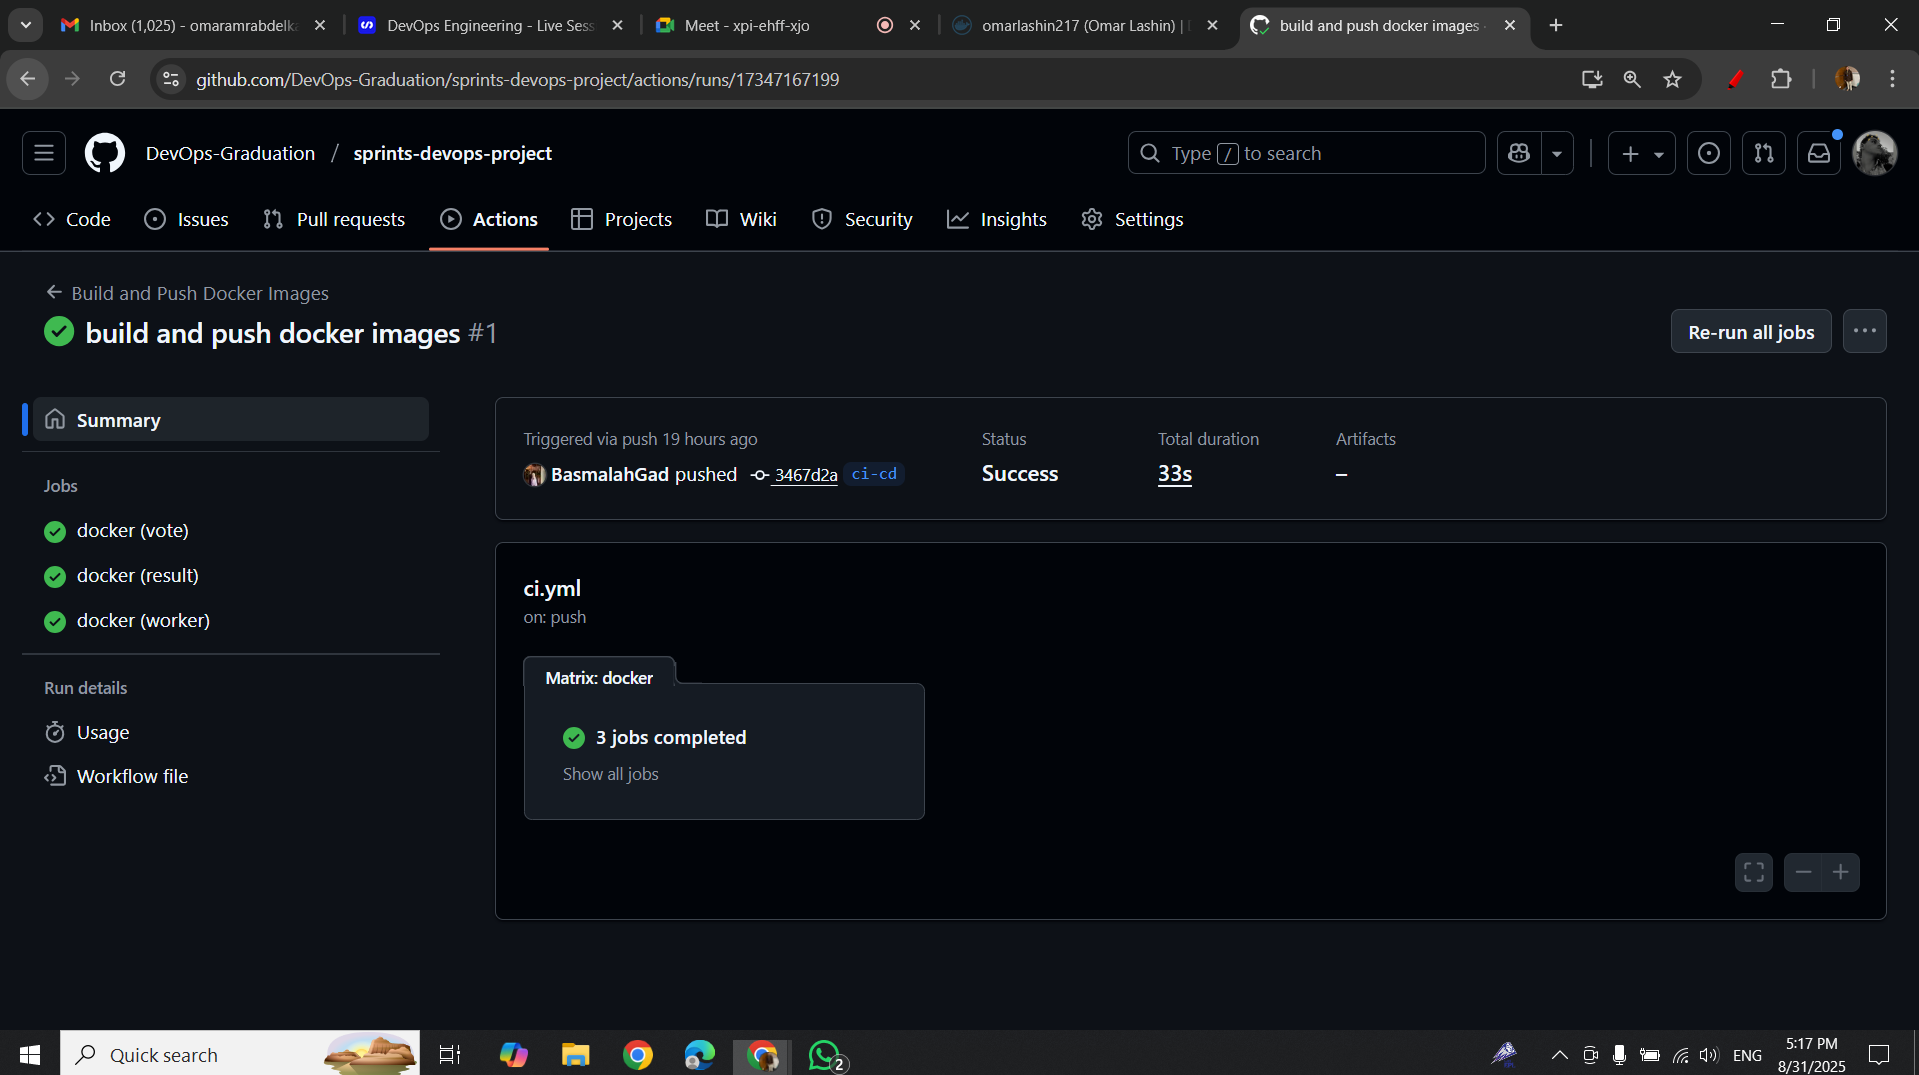 Inbox (1,025) - omaramrabdelka
DevOps Engineering - Live Sess
Meet - xpi-ehff-xjo
omarlashin217 (Omar Lashin) |
build and push docker images
github.com/DevOps-Graduation/sprints-devops-project/actions/runs/17347167199
DevOps-Graduation / sprints-devops-project
Type / to search
Code
Issues
Pull requests
Actions
Projects
Wiki
Security
Insights
Settings
Build and Push Docker Images
build and push docker images #1
Re-run all jobs
Summary
Jobs
docker (vote)
docker (result)
docker (worker)
Run details
Usage
Workflow file
Triggered via push 19 hours ago
BasmalahGad pushed 3467d2a ci-cd
Status
Success
Total duration
33s
Artifacts
–
ci.yml
on: push
Matrix: docker
3 jobs completed
Show all jobs
Quick search
2
ENG
5:17 PM
8/31/2025